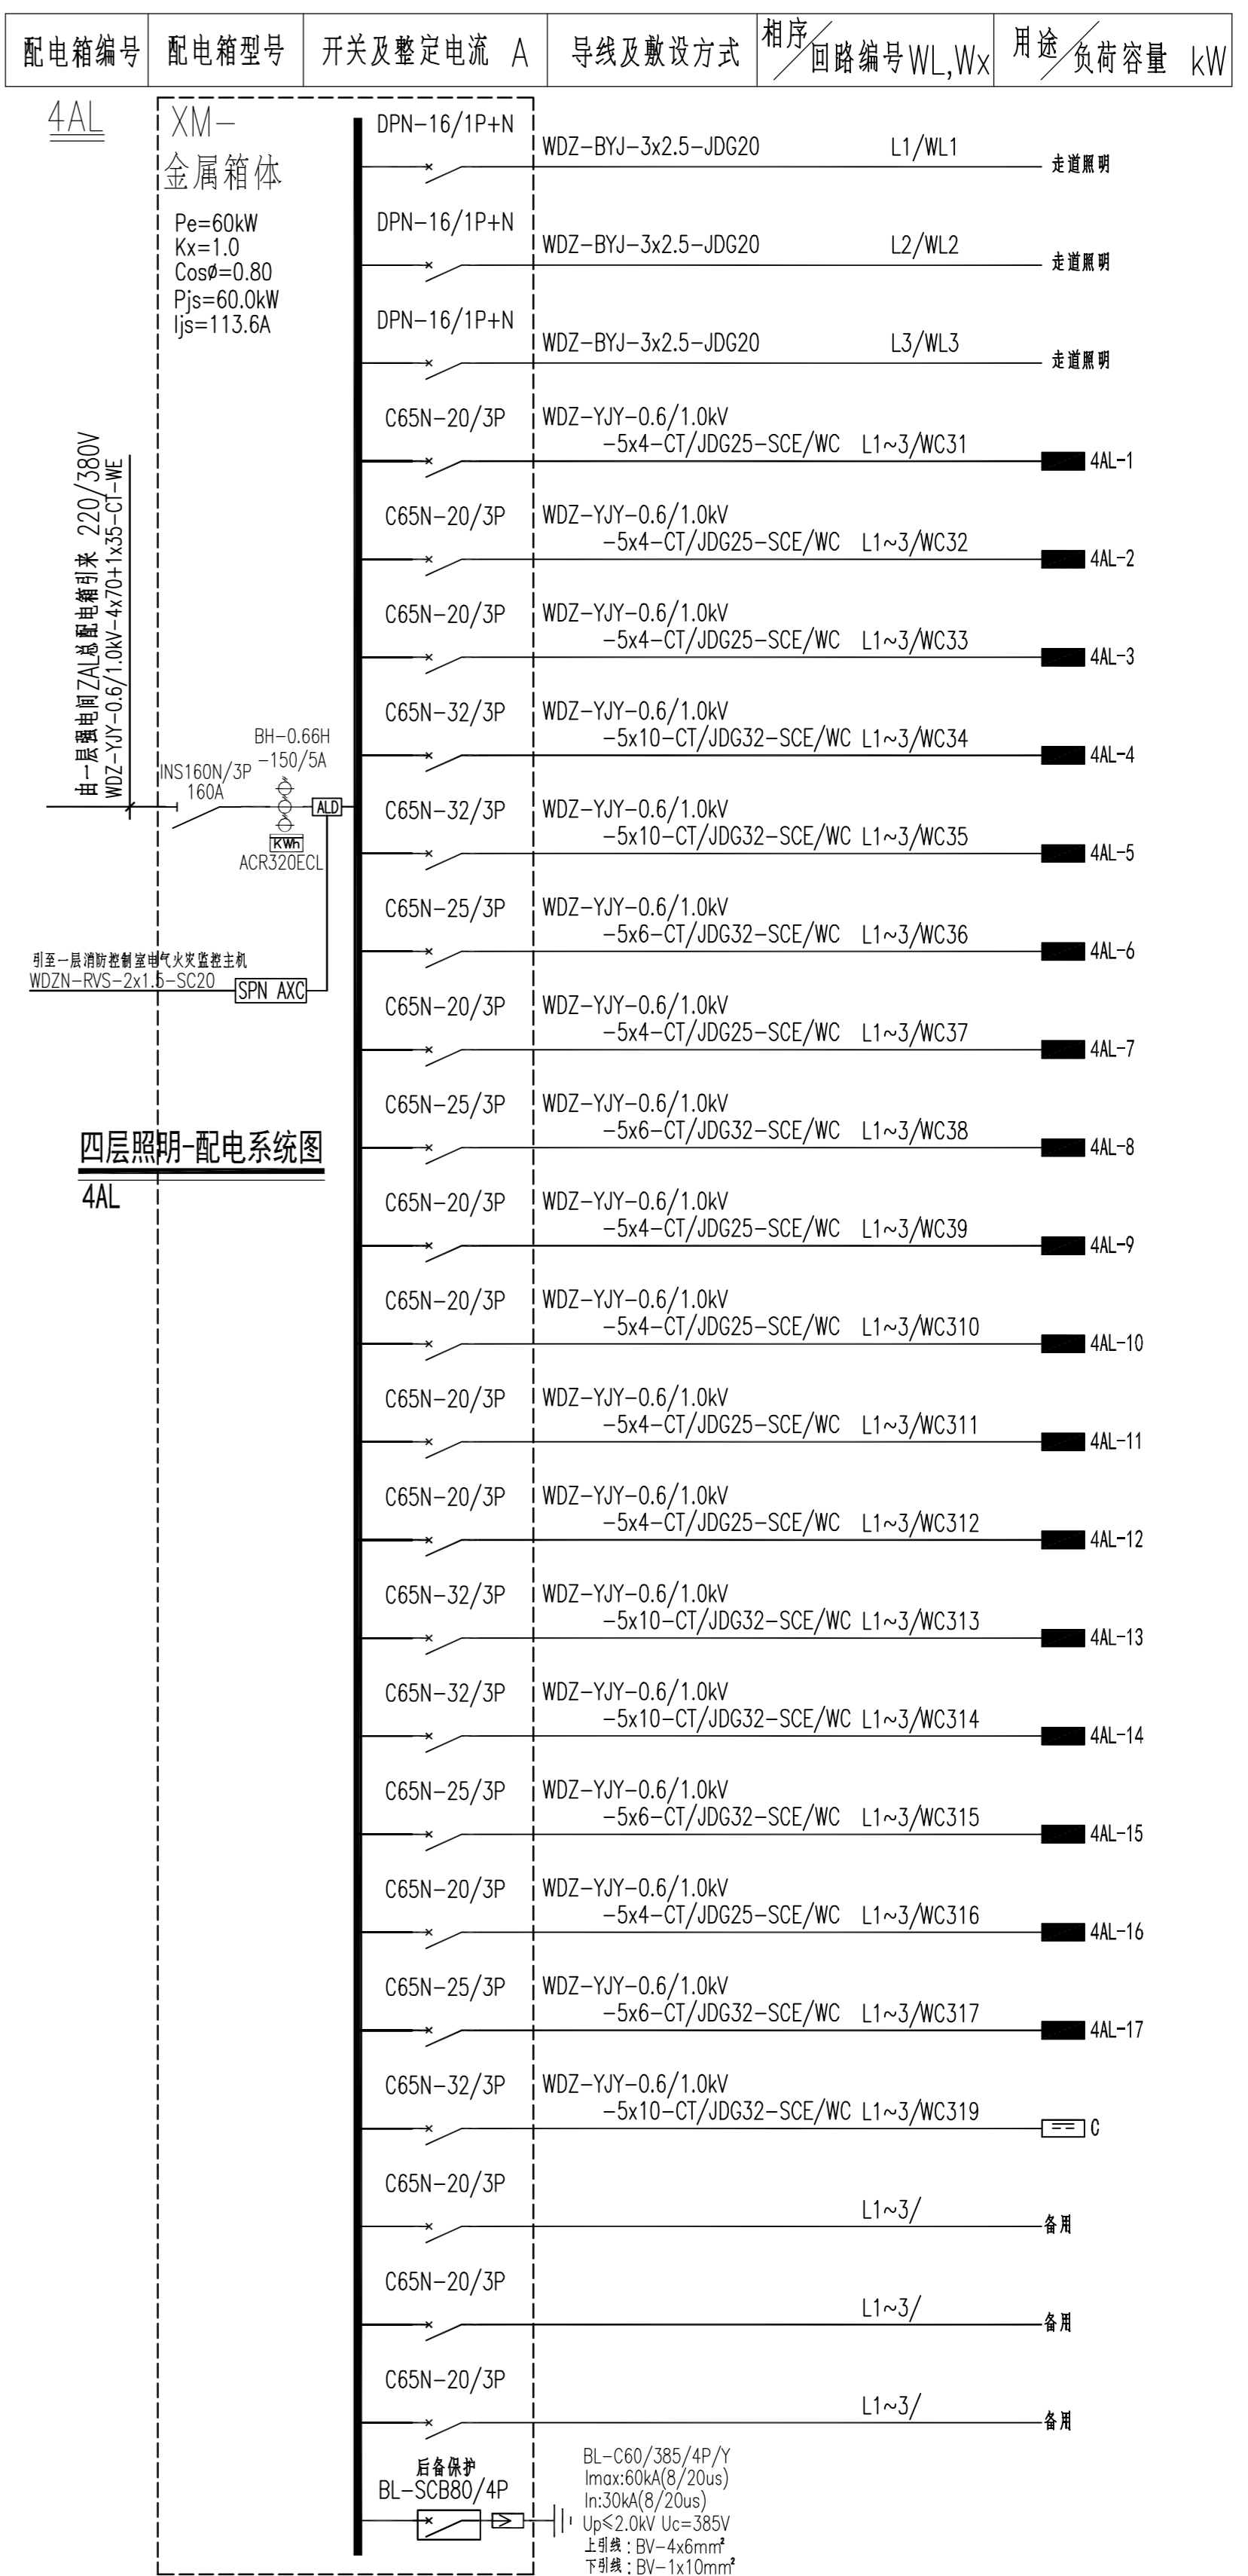 配电箱编号 配电箱型号 开关及整定电流 A 导线及敷设方式 相序/回路编号WL,Wx 用途/负荷容量 kW
4AL
XM-
金属箱体
Pe=60kW
Kx=1.0
Cosø=0.80
Pjs=60.0kW
Ijs=113.6A
由一层强电间ZAL总配电箱引来 220/380V
WDZ-YJY-0.6/1.0kV-4x70+1x35-CT-WE
INS160N/3P
160A
BH-0.66H
-150/5A
ALD
KWh
ACR320ECL
引至一层消防控制室电气火灾监控主机
WDZN-RVS-2x1.5-SC20
SPN AXC
四层照明-配电系统图
4AL
DPN-16/1P+N
WDZ-BYJ-3x2.5-JDG20 L1/WL1
走道照明
DPN-16/1P+N
WDZ-BYJ-3x2.5-JDG20 L2/WL2
走道照明
DPN-16/1P+N
WDZ-BYJ-3x2.5-JDG20 L3/WL3
走道照明
C65N-20/3P WDZ-YJY-0.6/1.0kV
-5x4-CT/JDG25-SCE/WC L1~3/WC31
4AL-1
C65N-20/3P WDZ-YJY-0.6/1.0kV
-5x4-CT/JDG25-SCE/WC L1~3/WC32
4AL-2
C65N-20/3P WDZ-YJY-0.6/1.0kV
-5x4-CT/JDG25-SCE/WC L1~3/WC33
4AL-3
C65N-32/3P WDZ-YJY-0.6/1.0kV
-5x10-CT/JDG32-SCE/WC L1~3/WC34
4AL-4
C65N-32/3P WDZ-YJY-0.6/1.0kV
-5x10-CT/JDG32-SCE/WC L1~3/WC35
4AL-5
C65N-25/3P WDZ-YJY-0.6/1.0kV
-5x6-CT/JDG32-SCE/WC L1~3/WC36
4AL-6
C65N-20/3P WDZ-YJY-0.6/1.0kV
-5x4-CT/JDG25-SCE/WC L1~3/WC37
4AL-7
C65N-25/3P WDZ-YJY-0.6/1.0kV
-5x6-CT/JDG32-SCE/WC L1~3/WC38
4AL-8
C65N-20/3P WDZ-YJY-0.6/1.0kV
-5x4-CT/JDG25-SCE/WC L1~3/WC39
4AL-9
C65N-20/3P WDZ-YJY-0.6/1.0kV
-5x4-CT/JDG25-SCE/WC L1~3/WC310
4AL-10
C65N-20/3P WDZ-YJY-0.6/1.0kV
-5x4-CT/JDG25-SCE/WC L1~3/WC311
4AL-11
C65N-20/3P WDZ-YJY-0.6/1.0kV
-5x4-CT/JDG25-SCE/WC L1~3/WC312
4AL-12
C65N-32/3P WDZ-YJY-0.6/1.0kV
-5x10-CT/JDG32-SCE/WC L1~3/WC313
4AL-13
C65N-32/3P WDZ-YJY-0.6/1.0kV
-5x10-CT/JDG32-SCE/WC L1~3/WC314
4AL-14
C65N-25/3P WDZ-YJY-0.6/1.0kV
-5x6-CT/JDG32-SCE/WC L1~3/WC315
4AL-15
C65N-20/3P WDZ-YJY-0.6/1.0kV
-5x4-CT/JDG25-SCE/WC L1~3/WC316
4AL-16
C65N-25/3P WDZ-YJY-0.6/1.0kV
-5x6-CT/JDG32-SCE/WC L1~3/WC317
4AL-17
C65N-32/3P WDZ-YJY-0.6/1.0kV
-5x10-CT/JDG32-SCE/WC L1~3/WC319
C
C65N-20/3P
L1~3/
备用
C65N-20/3P
L1~3/
备用
C65N-20/3P
L1~3/
备用
后备保护
BL-SCB80/4P
BL-C60/385/4P/Y
Imax:60kA(8/20us)
In:30kA(8/20us)
Up≤2.0kV Uc=385V
上引线：BV-4x6mm²
下引线：BV-1x10mm²